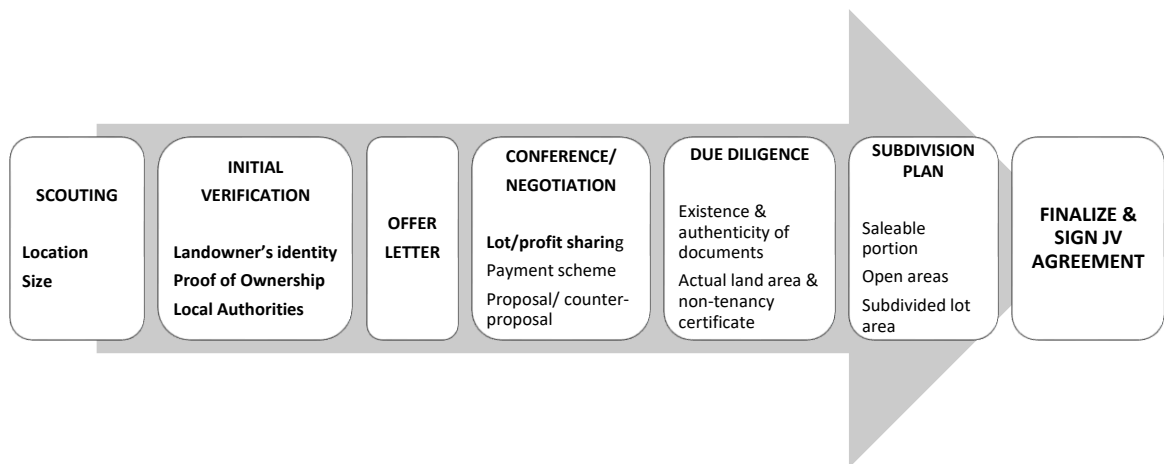 SCOUTING
Location
Size
INITIAL
VERIFICATION
Landowner's identity
Proof of Ownership
Local Authorities
OFFER
LETTER
CONFERENCE/
NEGOTIATION
Lot/profit sharing
Payment scheme
Proposal/ counter-
proposal
DUE DILIGENCE
Existence &
authenticity of
documents
Actual land area &
non-tenancy
certificate
SUBDIVISION
PLAN
Saleable
portion
Open areas
Subdivided lot
area
FINALIZE &
SIGN JV
AGREEMENT